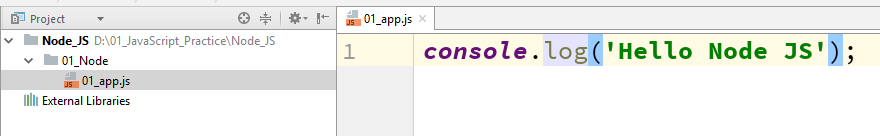 Project
Node_JS D:\01_JavaScript_Practice\Node_JS
01_Node
01_app.js
External Libraries
01_app.js
1 console.log('Hello Node JS');